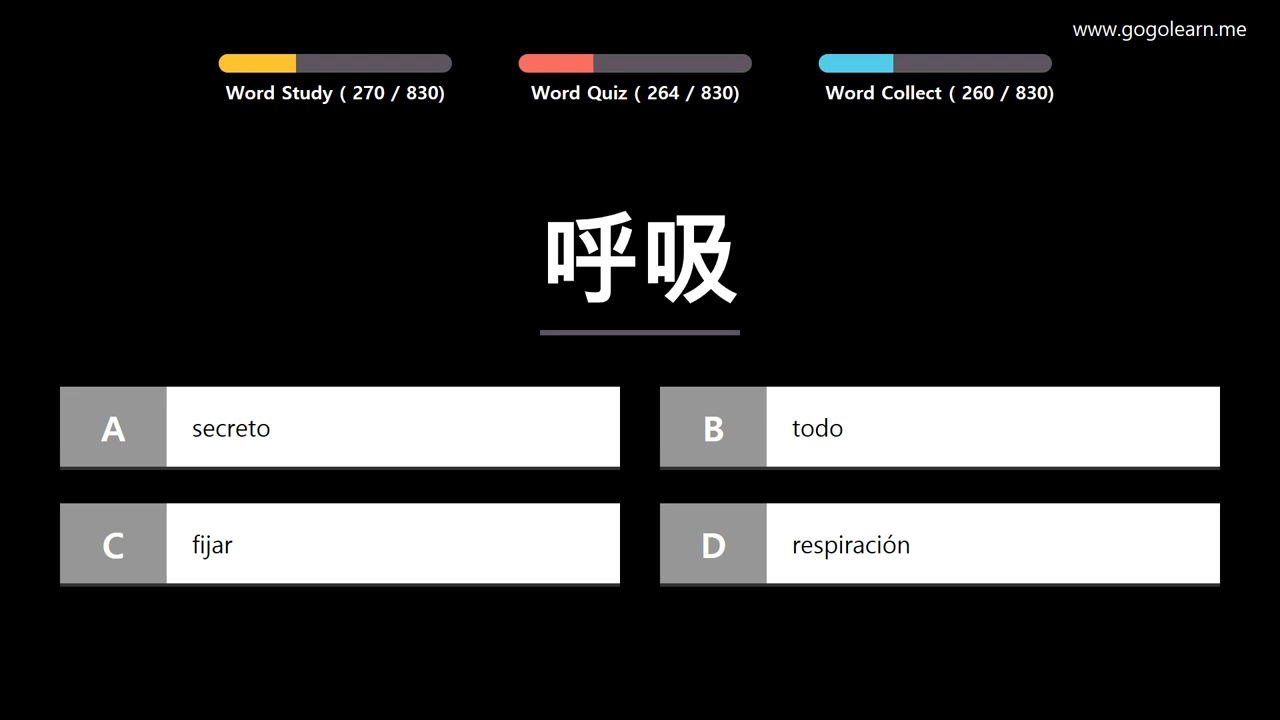 www.gogolearn.me
Word Study ( 270 / 830)
Word Quiz ( 264 / 830)
Word Collect ( 260 / 830)
呼吸
A secreto
B todo
C fijar
D respiración